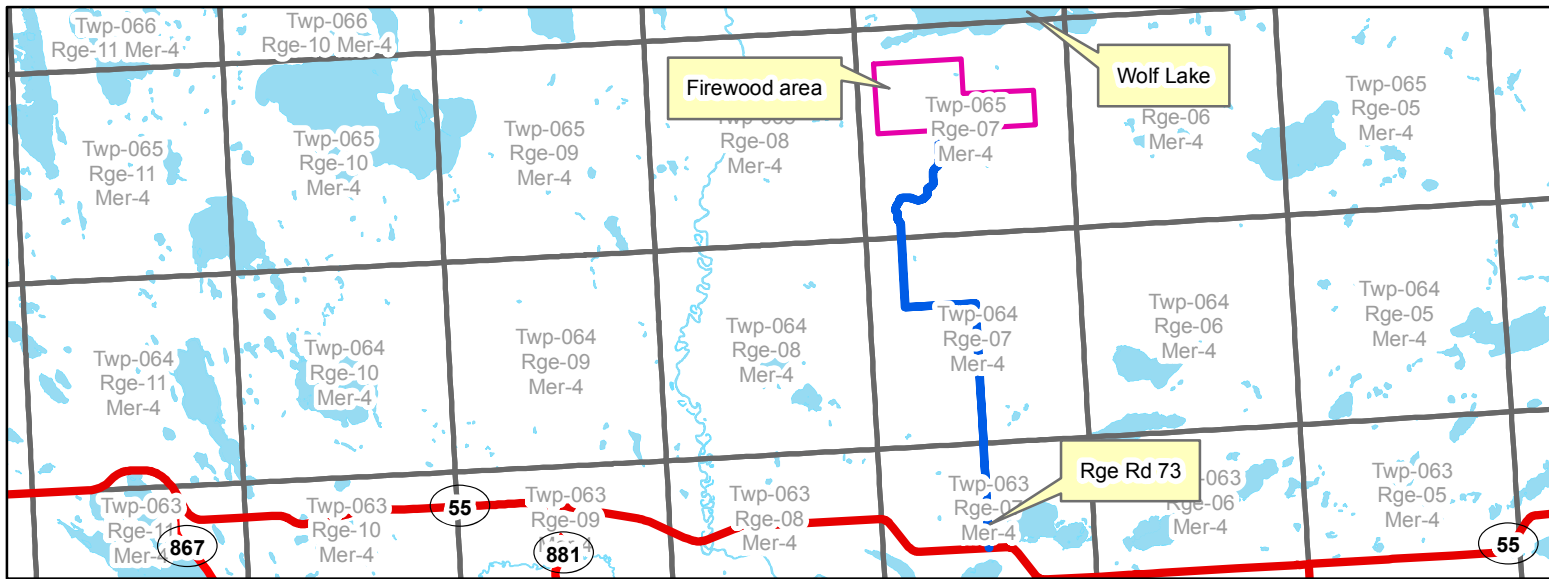 Twp-066
Rge-11 Mer-4
Twp-066
Rge-10 Mer-4
Firewood area
Wolf Lake
Twp-065
Rge-11
Mer-4
Twp-065
Rge-10
Mer-4
Twp-065
Rge-09
Mer-4
Rge-08
Mer-4
Twp-065
Rge-07
Mer-4
Rge-06
Mer-4
Twp-065
Rge-05
Mer-4
Twp-064
Rge-11
Mer-4
Twp-064
Rge-10
Mer-4
Twp-064
Rge-09
Mer-4
Twp-064
Rge-08
Mer-4
Twp-064
Rge-07
Mer-4
Twp-064
Rge-06
Mer-4
Twp-064
Rge-05
Mer-4
Rge Rd 73
Twp-063
Rge-11
Mer-4
867
Twp-063
Rge-10
Mer-4
55
Twp-063
Rge-09
881
Twp-063
Rge-08
Mer-4
Twp-063
Rge-07
Mer-4
Rge-06
Mer-4
Twp-063
Rge-05
Mer-4
55